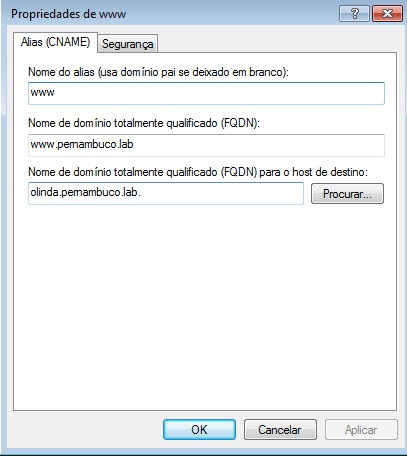 Propriedades de www
Alias (CNAME)
Segurança
Nome do alias (usa domínio pai se deixado em branco):
www
Nome de domínio totalmente qualificado (FQDN):
www.pernambuco.lab
Nome de domínio totalmente qualificado (FQDN) para o host de destino:
olinda.pernambuco.lab.
Procurar...
OK
Cancelar
Aplicar